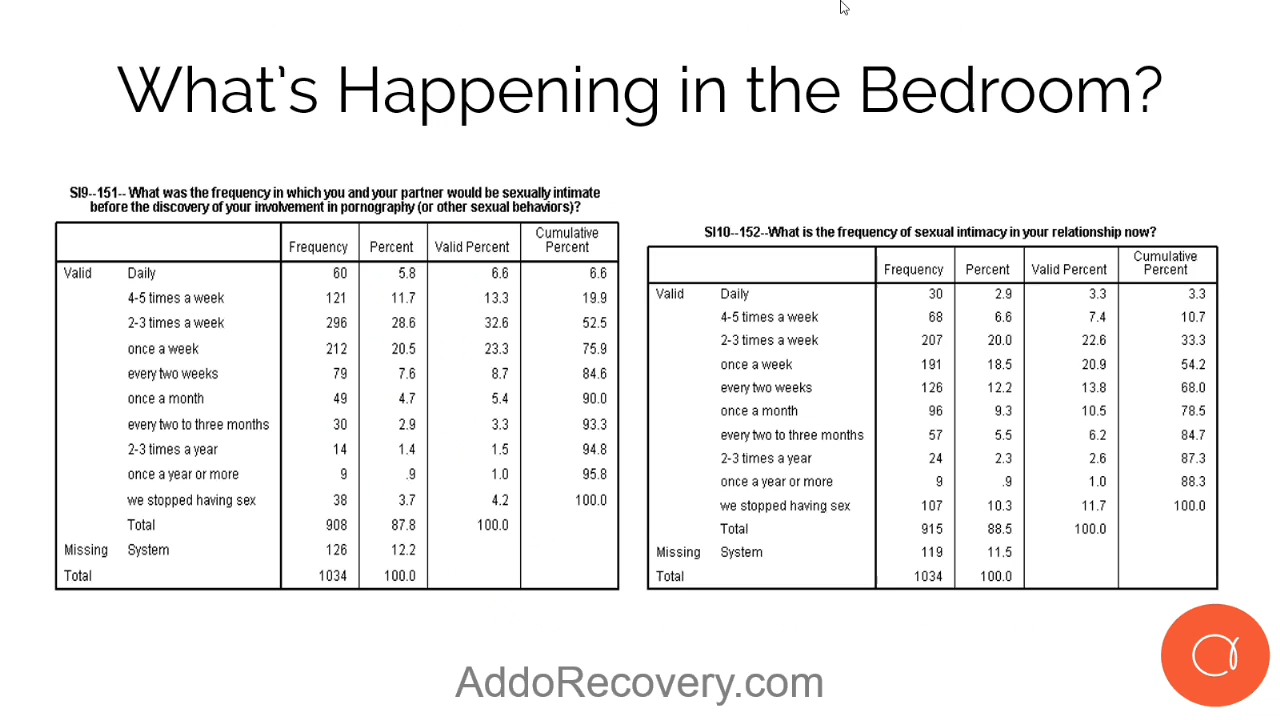 What's Happening in the Bedroom?
SI9--151-- What was the frequency in which you and your partner would be sexually intimate
before the discovery of your involvement in pornography (or other sexual behaviors)?
Frequency Percent Valid Percent Cumulative Percent
Valid Daily 60 5.8 6.6 6.6
4-5 times a week 121 11.7 13.3 19.9
2-3 times a week 296 28.6 32.6 52.5
once a week 212 20.5 23.3 75.9
every two weeks 79 7.6 8.7 84.6
once a month 49 4.7 5.4 90.0
every two to three months 30 2.9 3.3 93.3
2-3 times a year 14 1.4 1.5 94.8
once a year or more 9 .9 1.0 95.8
we stopped having sex 38 3.7 4.2 100.0
Total 908 87.8 100.0
Missing System 126 12.2
Total 1034 100.0
SI10--152--What is the frequency of sexual intimacy in your relationship now?
Frequency Percent Valid Percent Cumulative Percent
Valid Daily 30 2.9 3.3 3.3
4-5 times a week 68 6.6 7.4 10.7
2-3 times a week 207 20.0 22.6 33.3
once a week 191 18.5 20.9 54.2
every two weeks 126 12.2 13.8 68.0
once a month 96 9.3 10.5 78.5
every two to three months 57 5.5 6.2 84.7
2-3 times a year 24 2.3 2.6 87.3
once a year or more 9 .9 1.0 88.3
we stopped having sex 107 10.3 11.7 100.0
Total 915 88.5 100.0
Missing System 119 11.5
Total 1034 100.0
AddoRecovery.com